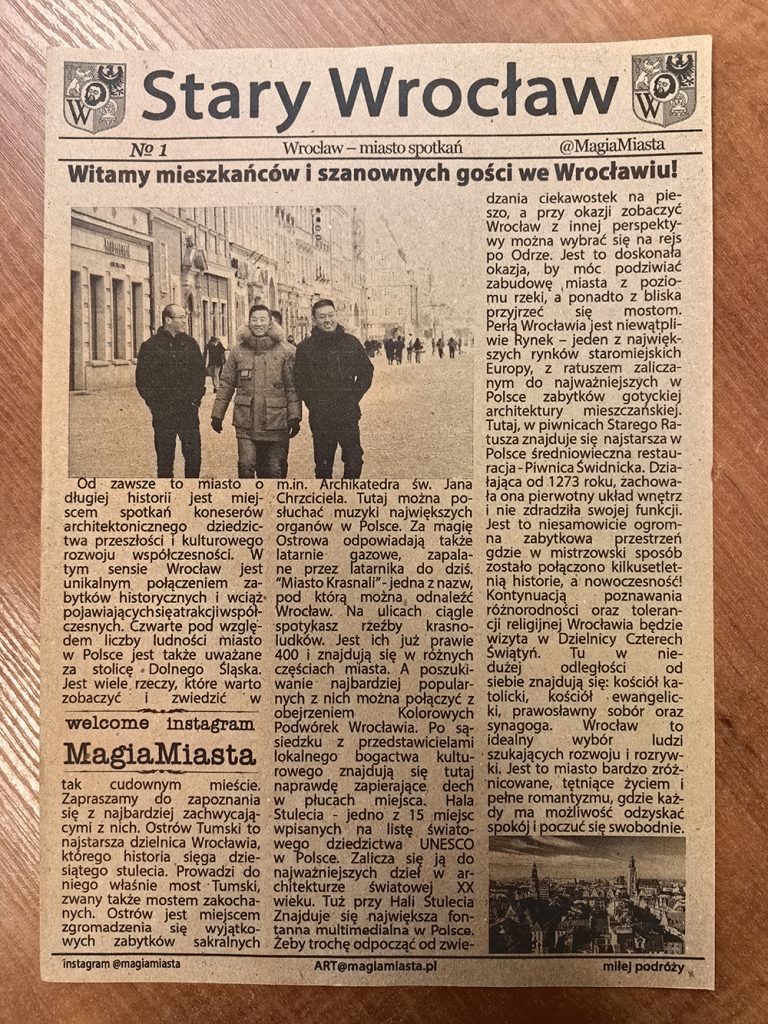 Stary Wrocław
W
W
Nº 1
Wrocław – miasto spotkań
@MagiaMiasta
Witamy mieszkańców i szanownych gości we Wrocławiu!
Od zawsze to miasto o
długiej historii jest miej-
scem spotkań koneserów
architektonicznego dziedzic-
twa przeszłości i kulturowego
rozwoju współczesności. W
tym sensie Wrocław jest
unikalnym połączeniem za-
bytków historycznych i wciąż
pojawiających się atrakcji współ-
czesnych. Czwarte pod wzglę-
dem liczby ludności miasto
w Polsce jest także uważane
za stolicę Dolnego Śląska.
Jest wiele rzeczy, które warto
zobaczyć i zwiedzić w
welcome instagram
MagiaMiasta
tak cudownym mieście.
Zapraszamy do zapoznania
się z najbardziej zachwycają-
cymi z nich. Ostrów Tumski to
najstarsza dzielnica Wrocławia,
którego historia sięga dzie-
siątego stulecia. Prowadzi do
niego właśnie most Tumski,
zwany także mostem zakocha-
nych. Ostrów jest miejscem
zgromadzenia się wyjątko-
wych zabytków sakralnych
m.in. Archikatedra św. Jana
Chrzciciela. Tutaj można po-
słuchać muzyki największych
organów w Polsce. Za magię
Ostrowa odpowiadają także
latarnie gazowe, zapala-
ne przez latarnika do dziś.
"Miasto Krasnali" - jedna z nazw,
pod którą można odnaleźć
Wrocław. Na ulicach ciągle
spotykasz rzeźby krasno-
ludków. Jest ich już prawie
400 i znajdują się w różnych
częściach miasta. A poszuki-
wanie najbardziej popular-
nych z nich można połączyć z
obejrzeniem Kolorowych
Podwórek Wrocławia. Po są-
siedzku z przedstawicielami
lokalnego bogactwa kultu-
rowego znajdują się tutaj
naprawdę zapierające dech
w płucach miejsca. Hala
Stulecia - jedno z 15 miejsc
wpisanych na listę świato-
wego dziedzictwa UNESCO
w Polsce. Zalicza się ją do
najważniejszych dzieł w ar-
chitekturze światowej XX
wieku. Tuż przy Hali Stulecia
Znajduje się największa fon-
tanna multimedialna w Polsce.
Żeby trochę odpocząć od zwie-
dzania ciekawostek na pie-
szo, a przy okazji zobaczyć
Wrocław z innej perspekty-
wy można wybrać się na rejs
po Odrze. Jest to doskonała
okazja, by móc podziwiać
zabudowę miasta z pozio-
mu rzeki, a ponadto z bliska
przyjrzeć się mostom.
Perłą Wrocławia jest niewątpli-
wie Rynek – jeden z najwięk-
szych rynków staromiejskich
Europy, z ratuszem zalicza-
nym do najważniejszych w
Polsce zabytków gotyckiej
architektury mieszczańskiej.
Tutaj, w piwnicach Starego Ra-
tusza znajduje się najstarsza w
Polsce średniowieczna restau-
racja - Piwnica Świdnicka. Dzia-
łająca od 1273 roku, zachowa-
ła ona pierwotny układ wnętrz
i nie zdradziła swojej funkcji.
Jest to niesamowicie ogrom-
na zabytkowa przestrzeń
gdzie w mistrzowski sposób
zostało połączono kilkusetlet-
nią historie, a nowoczesność!
Kontynuacją poznawania
różnorodności oraz toleran-
cji religijnej Wrocławia będzie
wizyta w Dzielnicy Czterech
Świątyń. Tu w nie-
dużej odległości od
siebie znajdują się: kościół ka-
tolicki, kościół ewangelic-
ki, prawosławny sobór oraz
synagoga. Wrocław to
idealny wybór ludzi
szukających rozwoju i rozryw-
ki. Jest to miasto bardzo zróż-
nicowane, tętniące życiem i
pełne romantyzmu, gdzie każ-
dy ma możliwość odzyskać
spokój i poczuć się swobodnie.
instagram @magiamiasta
ART@magiamiasta.pl
miłej podróży